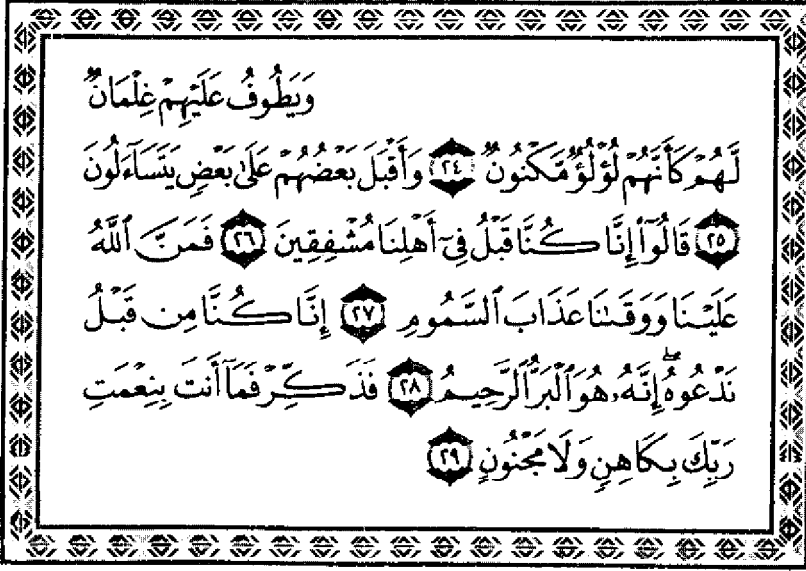 وَيَطُوفُ عَلَيْهِمْ غِلْمَانٌ
لَّهُمْ كَأَنَّهُمْ لُؤْلُؤٌ مَّكْنُونٌ ٢٤ وَأَقْبَلَ بَعْضُهُمْ عَلَىٰ بَعْضٍ يَتَسَآءَلُونَ
٢٥ قَالُوٓا۟ إِنَّا كُنَّا قَبْلُ فِىٓ أَهْلِنَا مُشْفِقِينَ ٢٦ فَمَنَّ ٱللَّهُ
عَلَيْنَا وَوَقَىٰنَا عَذَابَ ٱلسَّمُومِ ٢٧ إِنَّا كُنَّا مِن قَبْلُ
نَدْعُوهُ ۖ إِنَّهُۥ هُوَ ٱلْبَرُّ ٱلرَّحِيمُ ٢٨ فَذَكِّرْ فَمَآ أَنتَ بِنِعْمَتِ
رَبِّكَ بِكَاهِنٍ وَلَا مَجْنُونٍ ٢٩